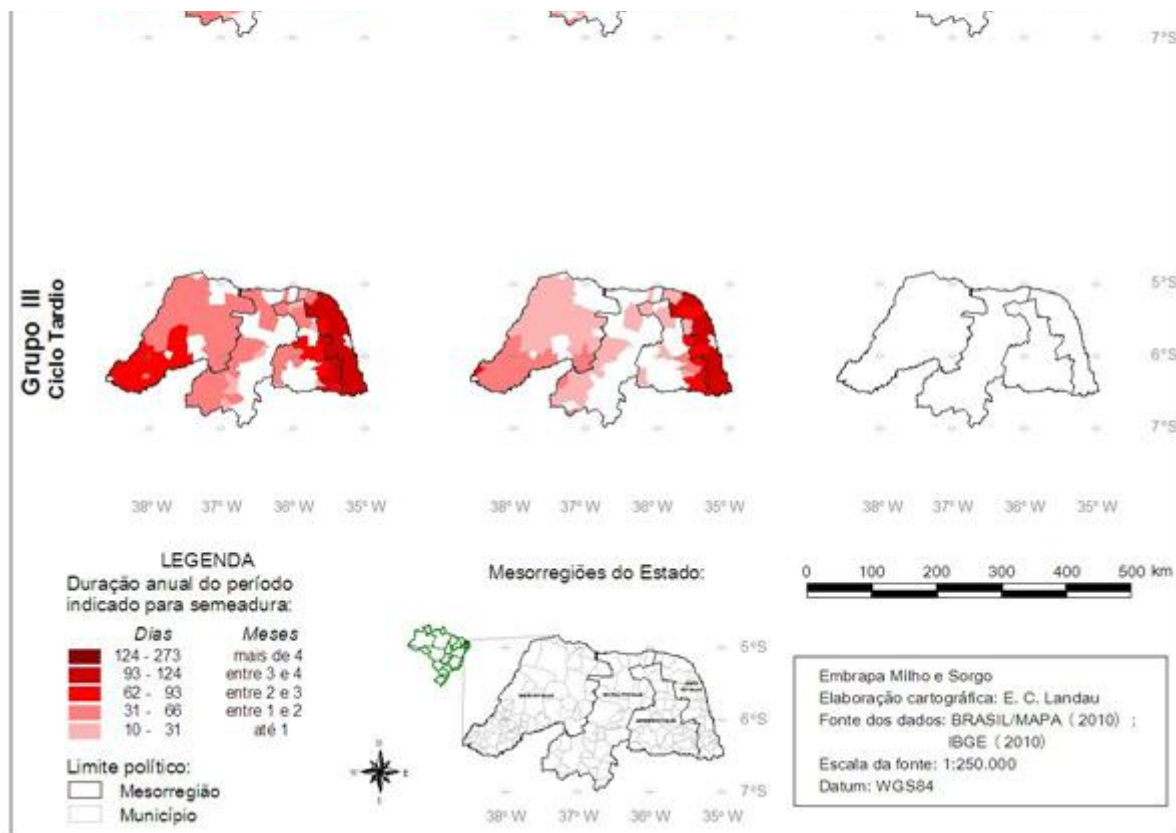 7°S
Grupo III
Ciclo Tardio
5°S
6°S
7°S
38° W 37° W 36° W 35° W
38° W 37° W 36° W 35° W
38° W 37° W 36° W 35° W
LEGENDA
Duração anual do período
indicado para semeadura:
Dias Meses
124 - 273 mais de 4
93 - 124 entre 3 e 4
62 - 93 entre 2 e 3
31 - 66 entre 1 e 2
10 - 31 até 1
Limite político:
Mesorregião
Município
Mesorregiões do Estado:
5°S
6°S
7°S
38° W 37° W 36° W 35° W
0 100 200 300 400 500 km
Embrapa Milho e Sorgo
Elaboração cartográfica: E. C. Landau
Fonte dos dados: BRASIL/MAPA ( 2010) ;
IBGE ( 2010)
Escala da fonte: 1:250.000
Datum: WGS84